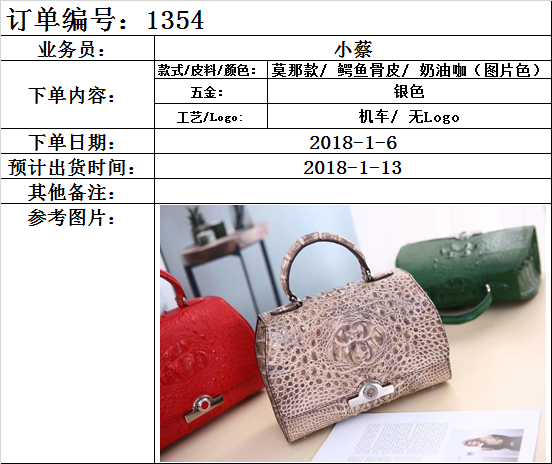 订单编号：1354
业务员： 小蔡
下单内容： 款式/皮料/颜色： 莫那款/ 鳄鱼骨皮/ 奶油咖（图片色）
五金： 银色
工艺/Logo: 机车/ 无Logo
下单日期： 2018-1-6
预计出货时间： 2018-1-13
其他备注：
参考图片：